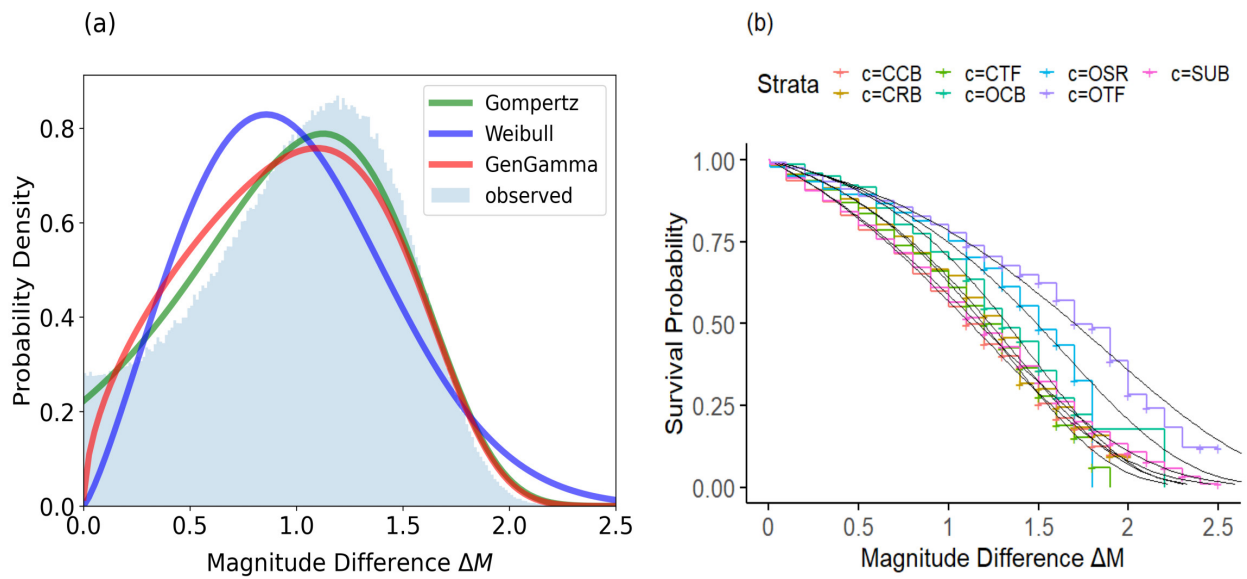 (a)
Gompertz
Weibull
GenGamma
observed
Probability Density
0.8
0.6
0.4
0.2
0.0
0.0 0.5 1.0 1.5 2.0 2.5
Magnitude Difference ΔM
(b)
Strata c=CCB c=CTF c=OSR c=SUB
c=CRB c=OCB c=OTF
Survival Probability
1.00
0.75
0.50
0.25
0.00
0 0.5 1 1.5 2 2.5
Magnitude Difference ΔM